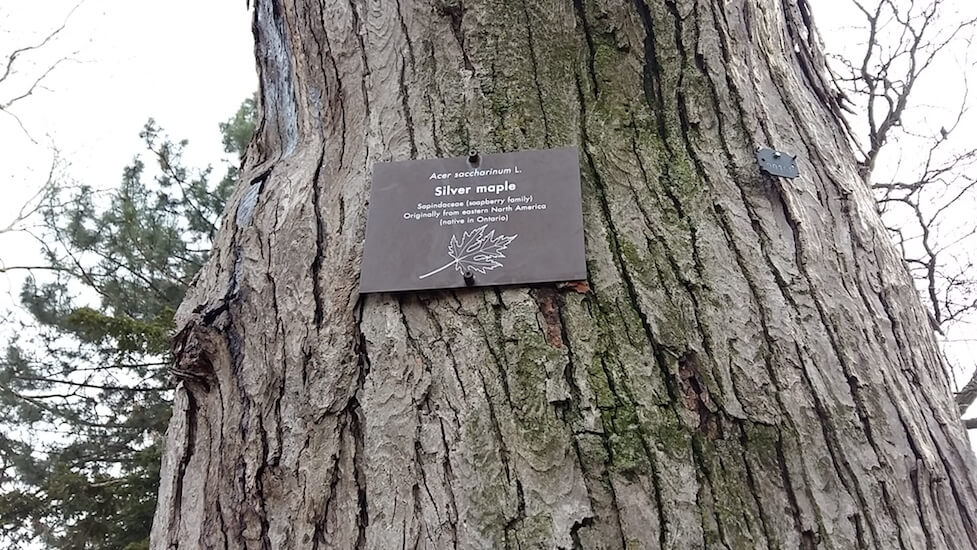 Acer saccharinum L.
Silver maple
Sapindaceae (soapberry family)
Originally from eastern North America
(native in Ontario)